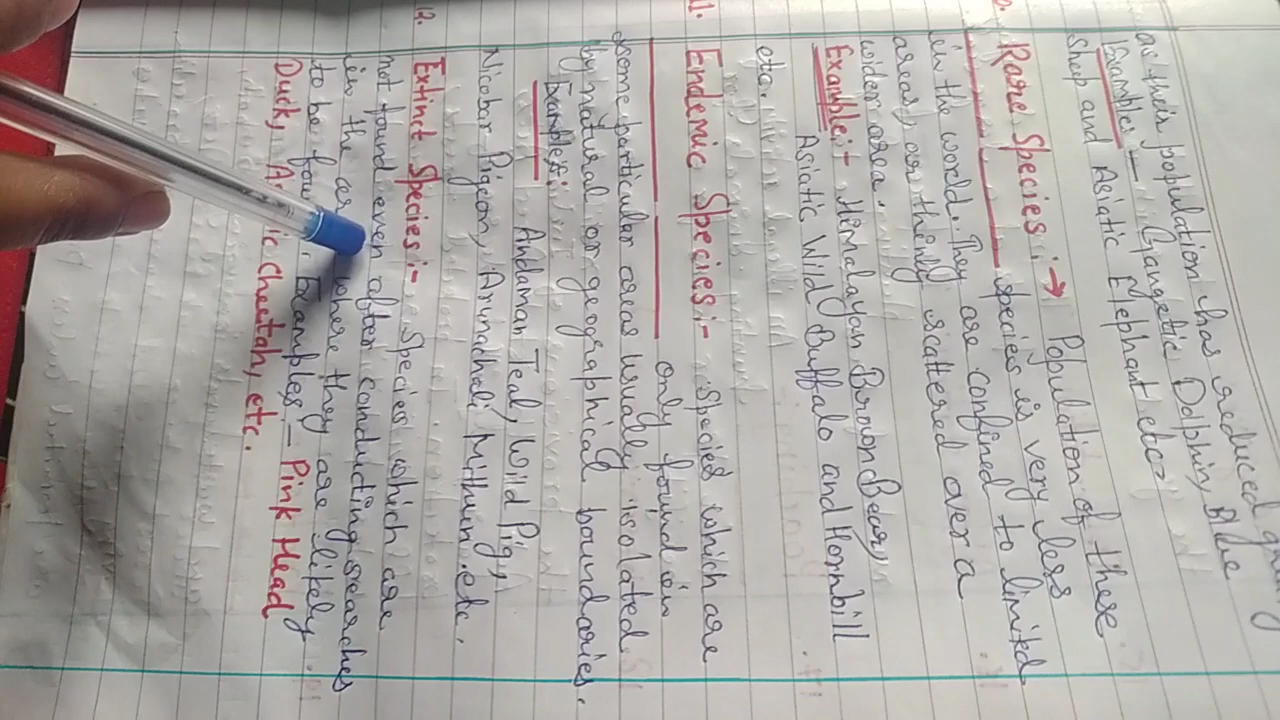 as their population has reduced
Examples :- Gangetic Dolphin, Blue
Sheep and Asiatic Elephant etc.
Rare Species :→ Population of these
species is very less
in the world. They are confined to limited
areas, or thinly scattered over a
wider area.
Example:- Himalayan Brown Bear,
Asiatic Wild Buffalo and Hornbill
etc.
11. Endemic Species:- Species which are
only found in
some particular areas usually isolated
by natural or geographical boundaries.
Examples:
Andaman Teal, Wild Pig,
Nicobar Pigeon, Arunachali Mithun etc.
12. Extinct Species:- Species which are
not found even after conducting searches
in the where they are likely
to be Examples - Pink Head
Duck, Cheetah, etc.